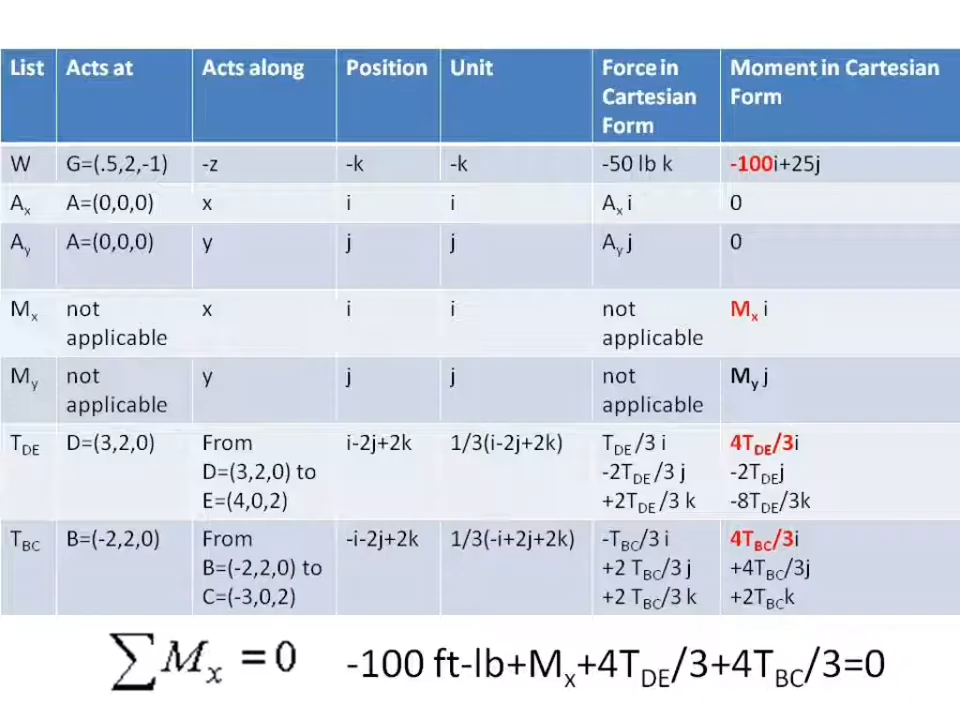 List Acts at Acts along Position Unit Force in Cartesian Form Moment in Cartesian Form
W G=(.5,2,-1) -z -k -k -50 lb k -100i+25j
Ax A=(0,0,0) x i i Ax i 0
Ay A=(0,0,0) y j j Ay j 0
Mx not applicable x i i not applicable Mx i
My not applicable y j j not applicable My j
TDE D=(3,2,0) From D=(3,2,0) to E=(4,0,2) i-2j+2k 1/3(i-2j+2k) TDE/3 i -2TDE/3 j +2TDE/3 k 4TDE/3i -2TDEj -8TDE/3k
TBC B=(-2,2,0) From B=(-2,2,0) to C=(-3,0,2) -i-2j+2k 1/3(-i+2j+2k) -TBC/3 i +2 TBC/3 j +2 TBC/3 k 4TBC/3i +4TBC/3j +2TBCk
∑Mx = 0 -100 ft-lb+Mx+4TDE/3+4TBC/3=0